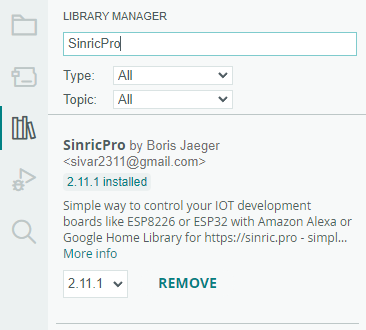 LIBRARY MANAGER
SinricPro
Type: All
Topic: All
SinricPro by Boris Jaeger
<sivar2311@gmail.com>
2.11.1 installed
Simple way to control your IOT development
boards like ESP8226 or ESP32 with Amazon Alexa or
Google Home Library for https://sinric.pro - simpl...
More info
2.11.1 REMOVE